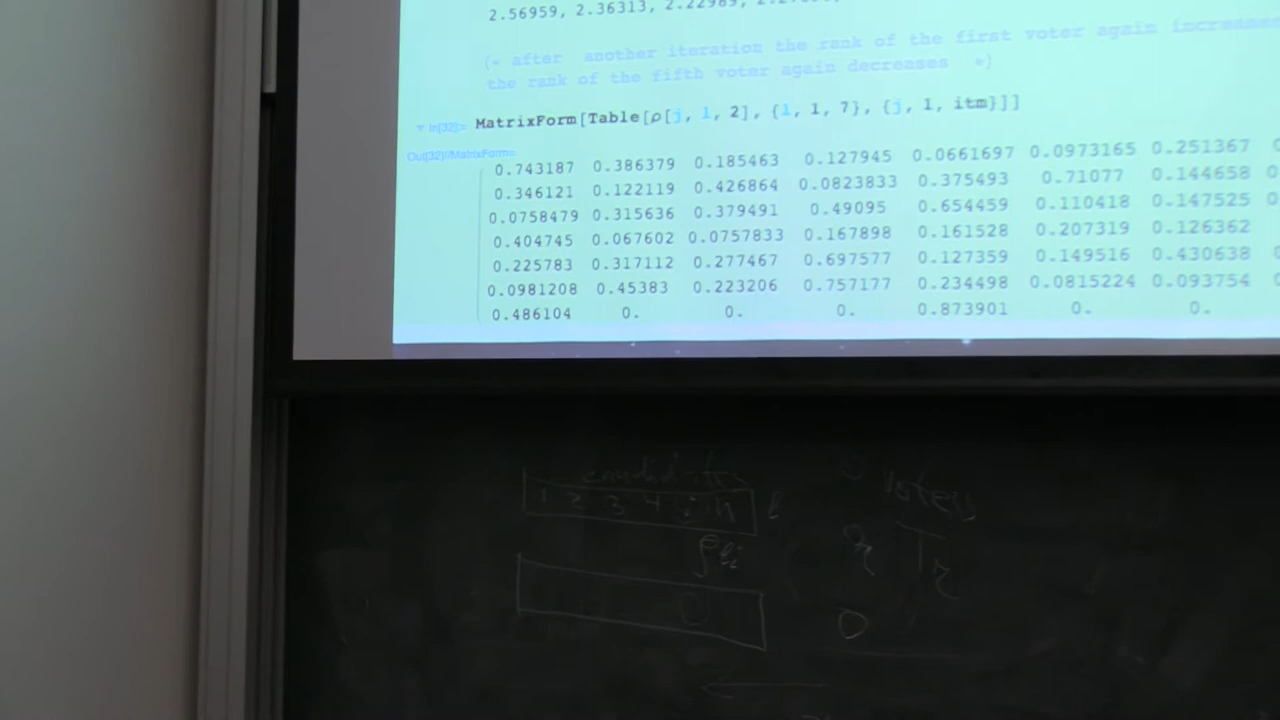 2.56959, 2.36313, 2.22989,
(* after another iteration the rank of the first voter again increases
the rank of the fifth voter again decreases *)
In[32]:= MatrixForm[Table[ρ[j, l, 2], {l, 1, 7}, {j, 1, itm}]]
Out[32]//MatrixForm=
0.743187 0.386379 0.185463 0.127945 0.0661697 0.0973165 0.251367
0.346121 0.122119 0.426864 0.0823833 0.375493 0.71077 0.144658
0.0758479 0.315636 0.379491 0.49095 0.654459 0.110418 0.147525
0.404745 0.067602 0.0757833 0.167898 0.161528 0.207319 0.126362
0.225783 0.317112 0.277467 0.697577 0.127359 0.149516 0.430638
0.0981208 0.45383 0.223206 0.757177 0.234498 0.0815224 0.093754
0.486104 0. 0. 0. 0.873901 0. 0.
voters
1 2 3 4 i n l